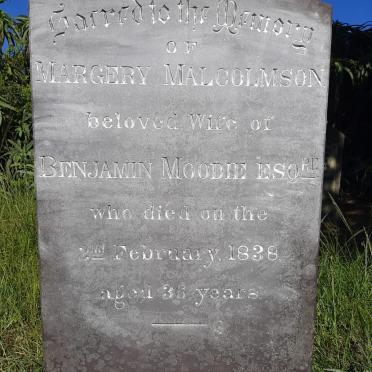 Sacred to the Memory
OF
MARGERY MALCOLMSON
beloved Wife of
BENJAMIN MOODIE ESQRE
who died on the
2nd February, 1838
aged 36 years